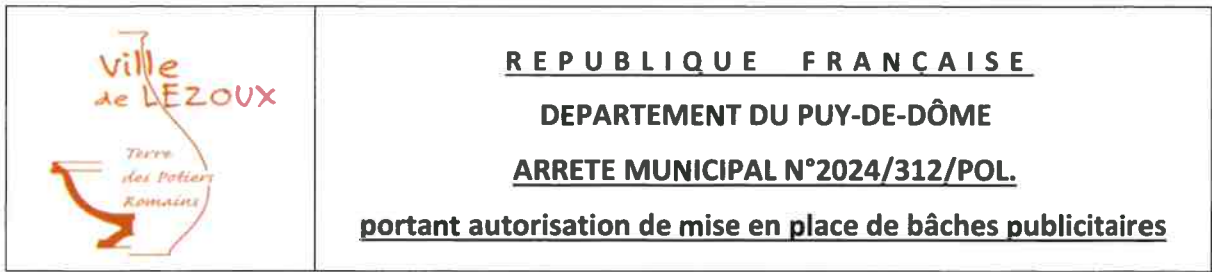 Ville
de LEZOUX
Terre
des Potiers
Romains
REPUBLIQUE FRANÇAISE
DEPARTEMENT DU PUY-DE-DÔME
ARRETE MUNICIPAL N°2024/312/POL.
portant autorisation de mise en place de bâches publicitaires